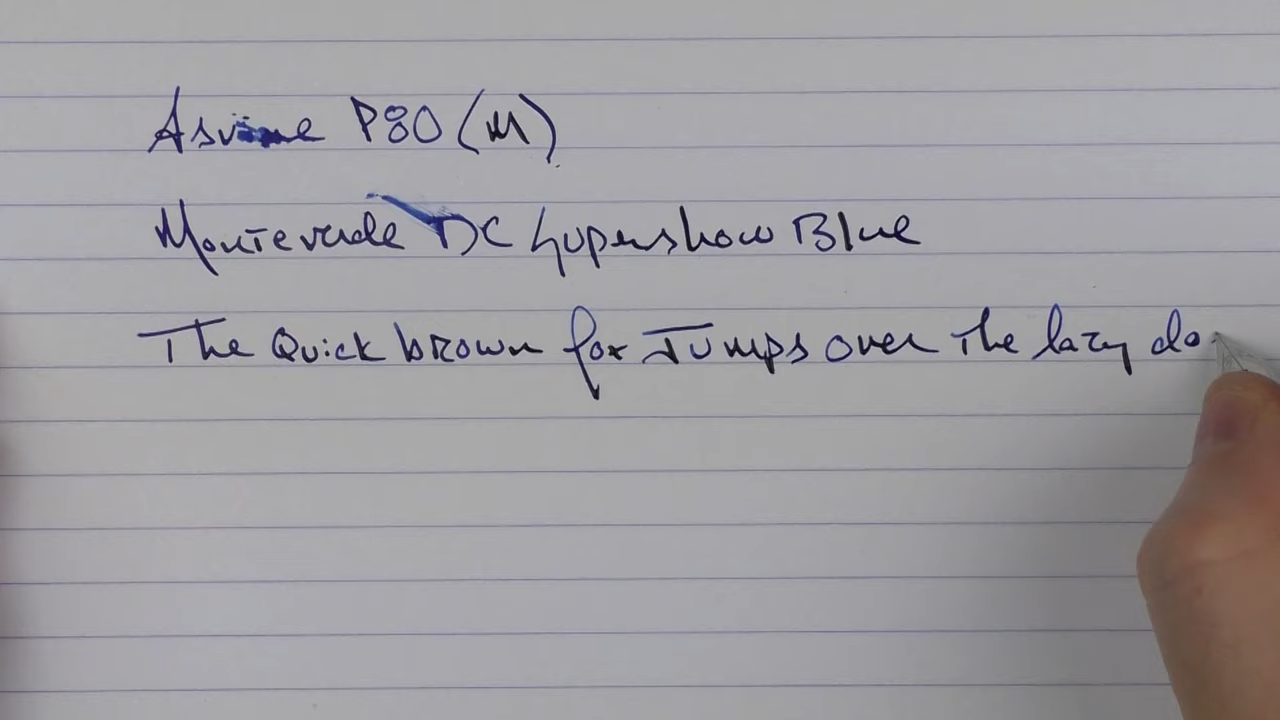 Asvine P80 (M)
Monteverde DC Supershow Blue
The Quick brown fox Jumps over The lazy do